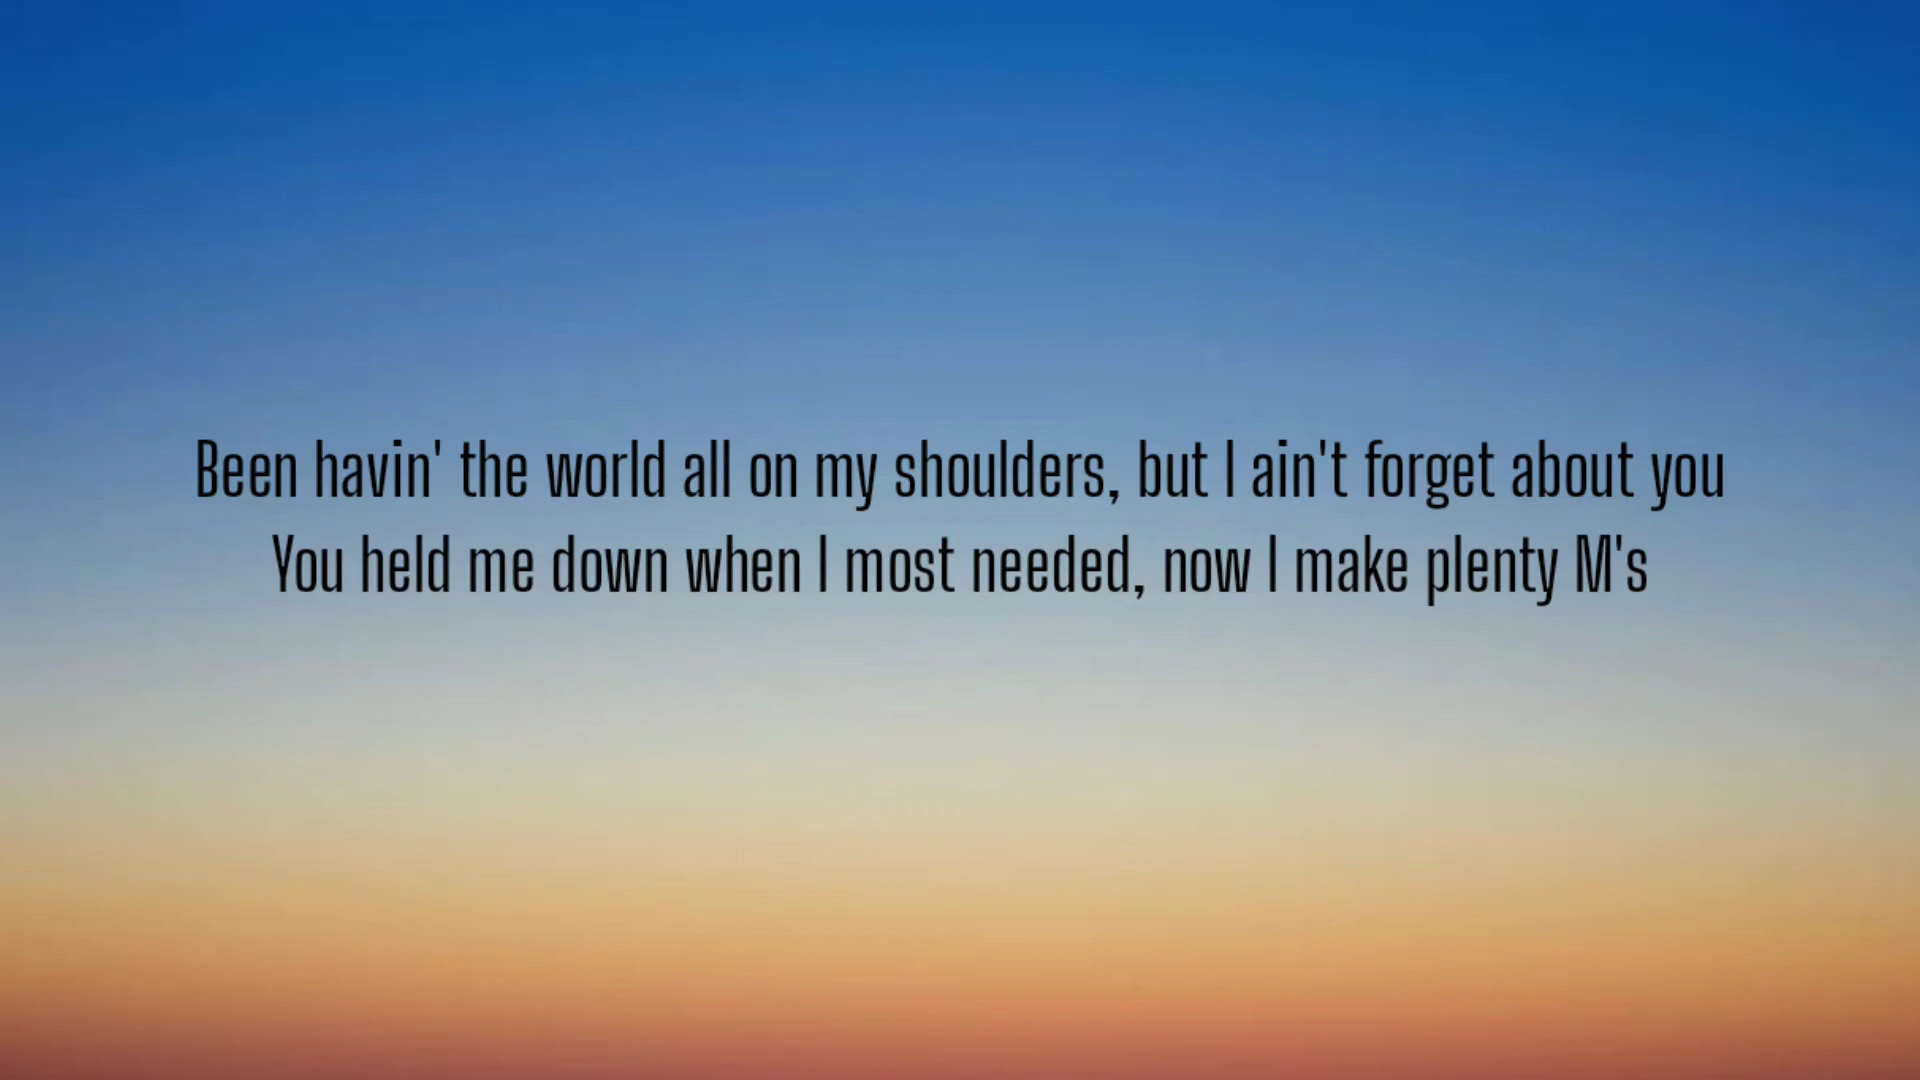 Been havin' the world all on my shoulders, but I ain't forget about you
You held me down when I most needed, now I make plenty M's